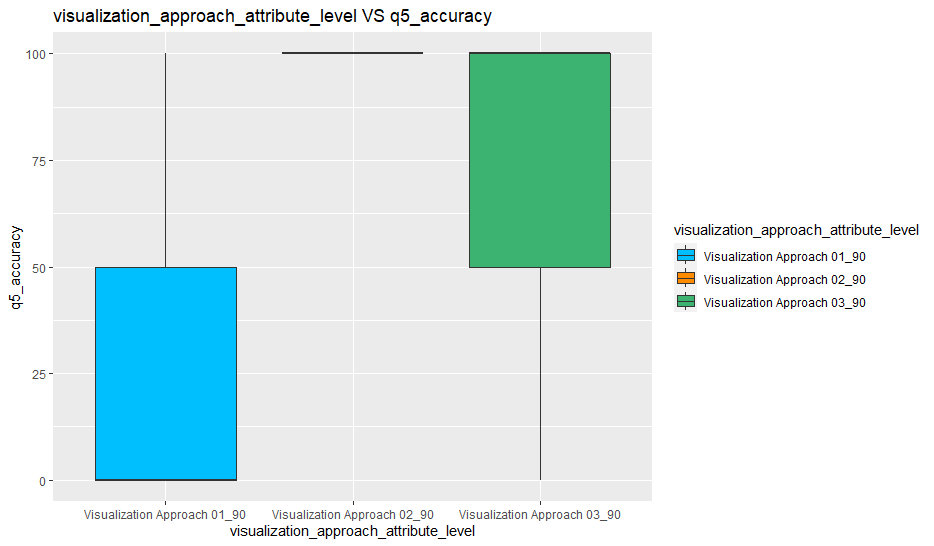 visualization_approach_attribute_level VS q5_accuracy
100
75
50
25
0
q5_accuracy
Visualization Approach 01_90
Visualization Approach 02_90
Visualization Approach 03_90
visualization_approach_attribute_level
visualization_approach_attribute_level
Visualization Approach 01_90
Visualization Approach 02_90
Visualization Approach 03_90